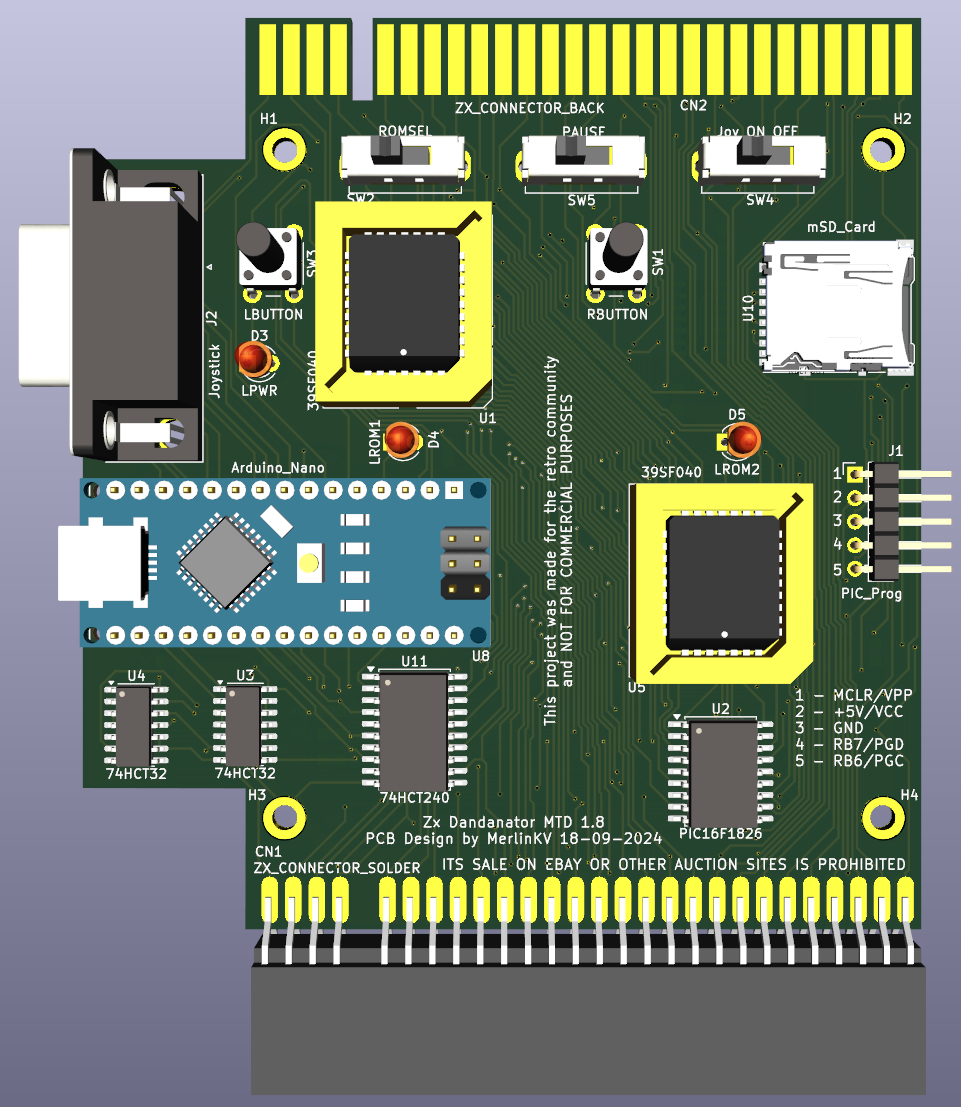 ZX_CONNECTOR_BACK
CN2
H1
H2
ROMSEL
PAUSE
Joy ON OFF
SW2
SW5
SW4
mSD_Card
SW3
SW1
U10
LBUTTON
RBUTTON
J2
Joystick
D3
LPWR
39SF040
U1
LROM1
D4
D5
LROM2
This project was made for the retro community
and NOT FOR COMMERCIAL PURPOSES
Arduino_Nano
39SF040
J1
1
2
3
4
5
PIC_Prog
U8
U5
U4
U3
U11
U2
1 - MCLR/VPP
2 - +5V/VCC
3 - GND
4 - RB7/PGD
5 - RB6/PGC
74HCT32
74HCT32
74HCT240
PIC16F1826
H3
H4
Zx Dandanator MTD 1.8
PCB Design by MerlinKV 18-09-2024
CN1
ZX_CONNECTOR_SOLDER
ITS SALE ON EBAY OR OTHER AUCTION SITES IS PROHIBITED